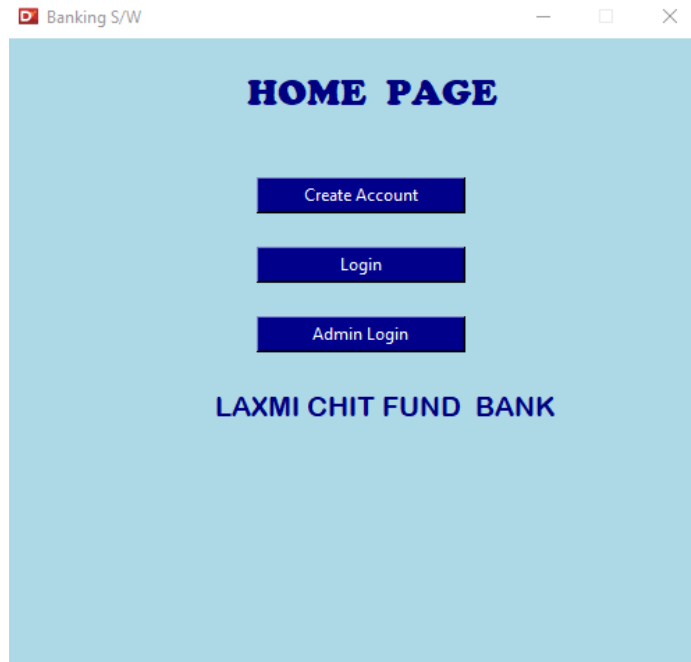 Banking S/W
HOME PAGE
Create Account
Login
Admin Login
LAXMI CHIT FUND BANK